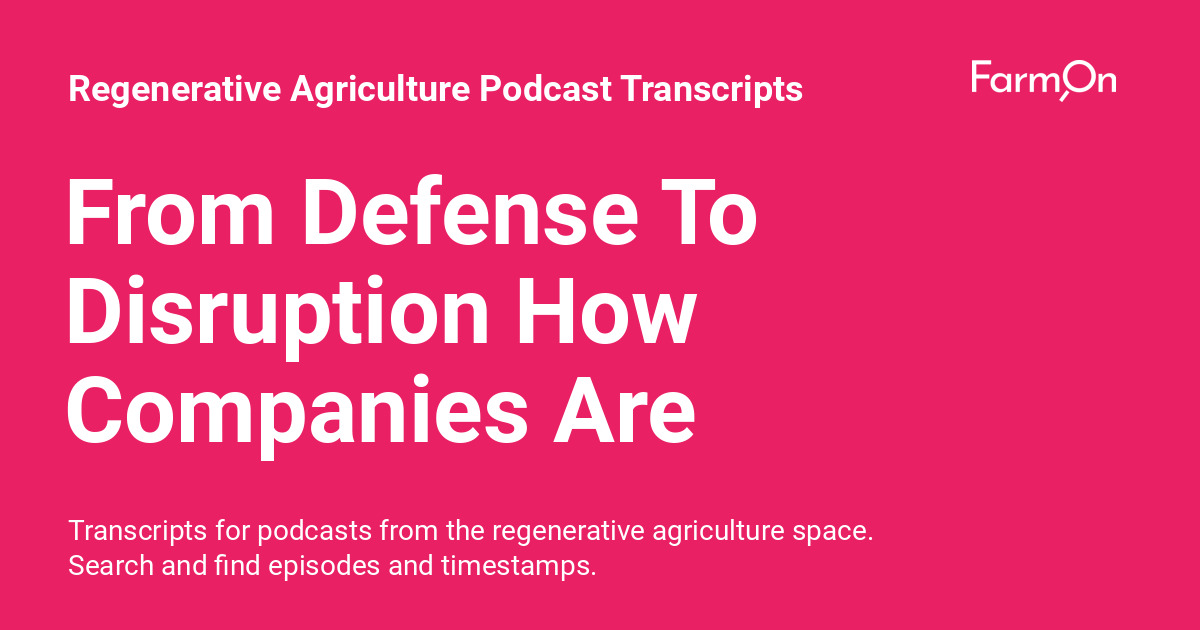 Regenerative Agriculture Podcast Transcripts
FarmOn
From Defense To
Disruption How
Companies Are
Transcripts for podcasts from the regenerative agriculture space.
Search and find episodes and timestamps.